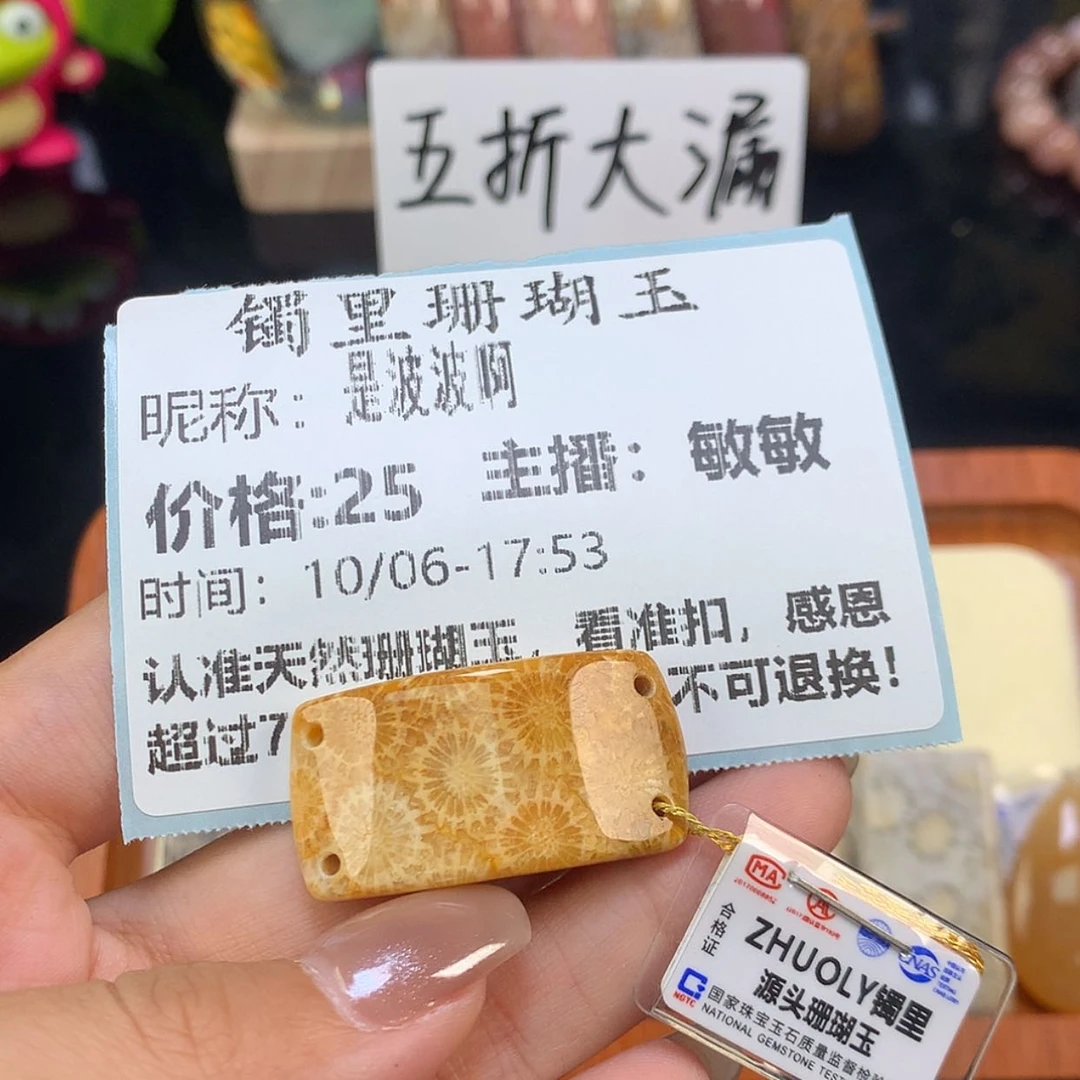 五折大漏
镯里珊瑚玉
昵称：是波波啊
价格:25 主播：敏敏
时间：10/06-17:53
认准天然珊瑚玉，看准扣，感恩
超过7
不可退换！
MA
CNAS
合格证
ZHUOLY镯里
源头珊瑚玉
NGTC
国家珠宝玉石质量监督检验
NATIONAL GEMSTONE TEST